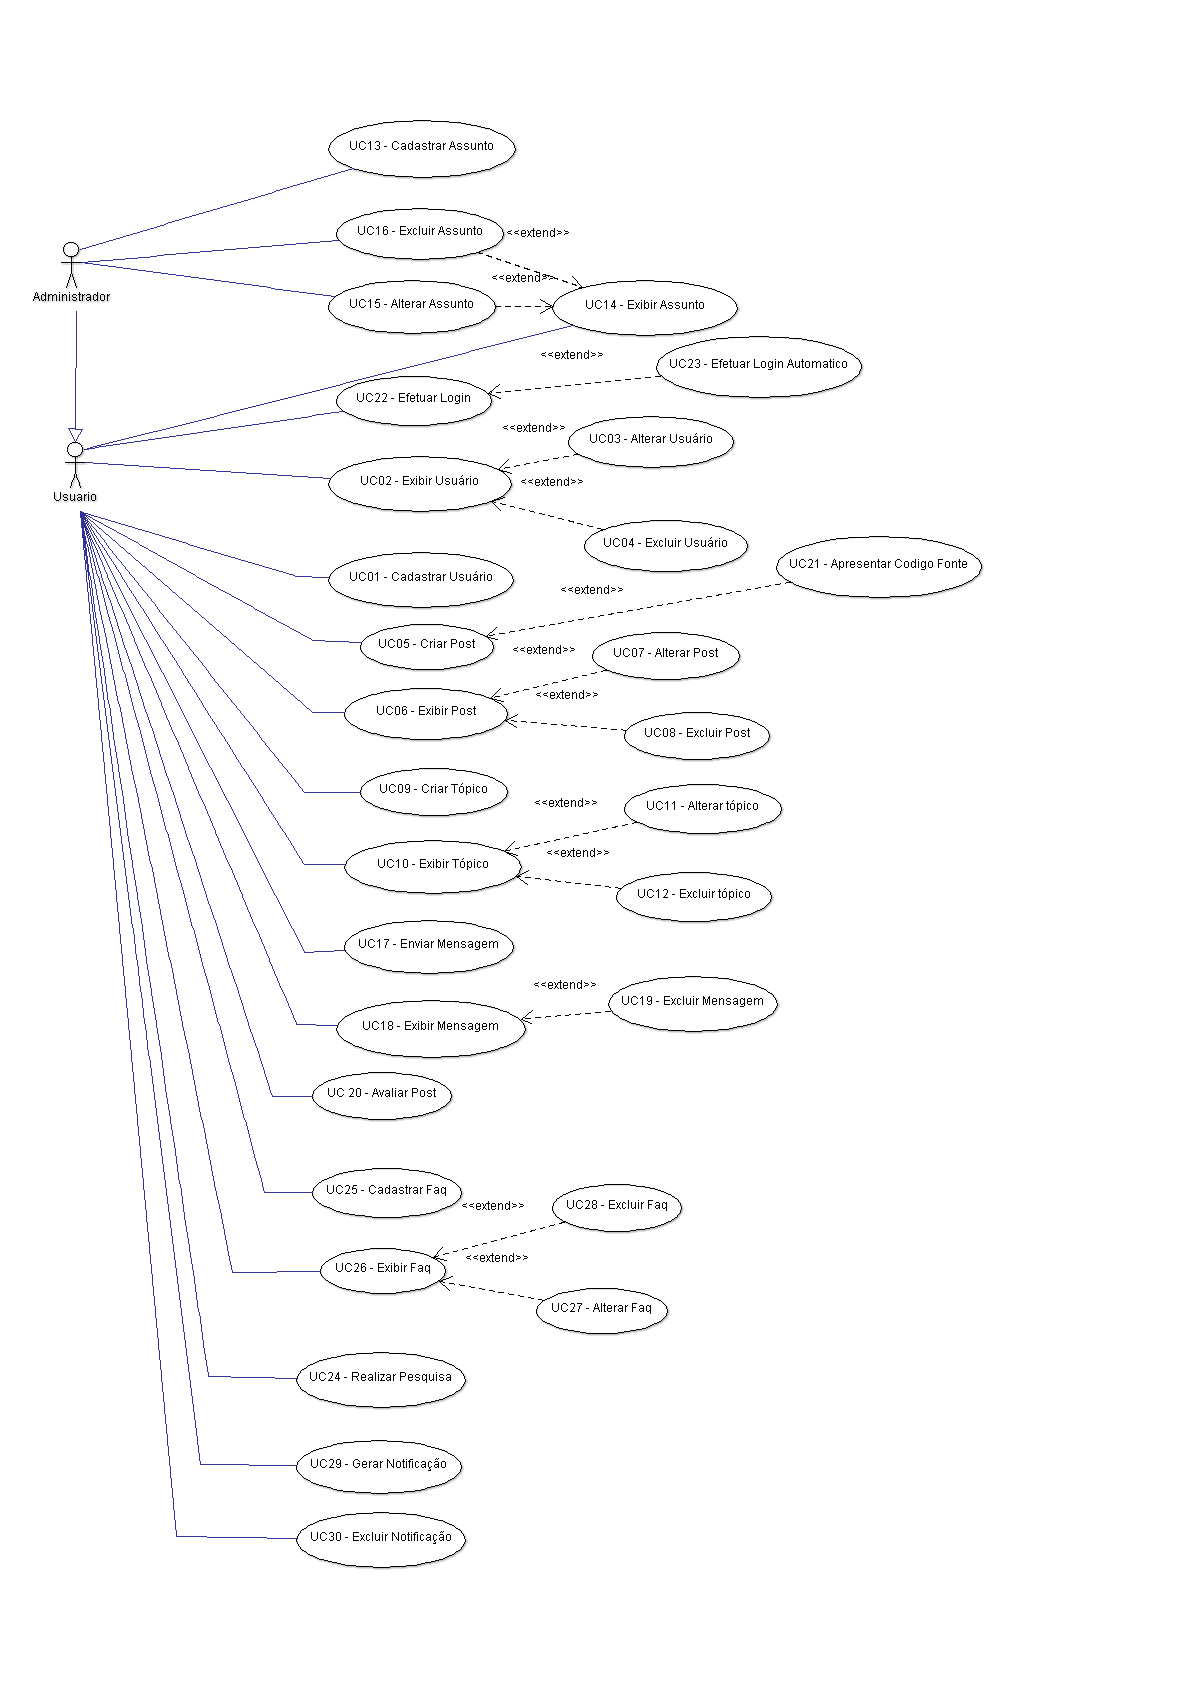 UC13 - Cadastrar Assunto
UC16 - Excluir Assunto
<<extend>>
Administrador
<<extend>>
UC15 - Alterar Assunto
UC14 - Exibir Assunto
<<extend>>
UC23 - Efetuar Login Automatico
UC22 - Efetuar Login
<<extend>>
UC03 - Alterar Usuário
UC02 - Exibir Usuário
<<extend>>
Usuario
UC04 - Excluir Usuário
UC21 - Apresentar Codigo Fonte
UC01 - Cadastrar Usuário
<<extend>>
UC05 - Criar Post
<<extend>>
UC07 - Alterar Post
<<extend>>
UC06 - Exibir Post
UC08 - Excluir Post
UC09 - Criar Tópico
<<extend>>
UC11 - Alterar tópico
<<extend>>
UC10 - Exibir Tópico
UC12 - Excluir tópico
UC17 - Enviar Mensagem
<<extend>>
UC19 - Excluir Mensagem
UC18 - Exibir Mensagem
UC 20 - Avaliar Post
UC25 - Cadastrar Faq
<<extend>>
UC28 - Excluir Faq
<<extend>>
UC26 - Exibir Faq
UC27 - Alterar Faq
UC24 - Realizar Pesquisa
UC29 - Gerar Notificação
UC30 - Excluir Notificação